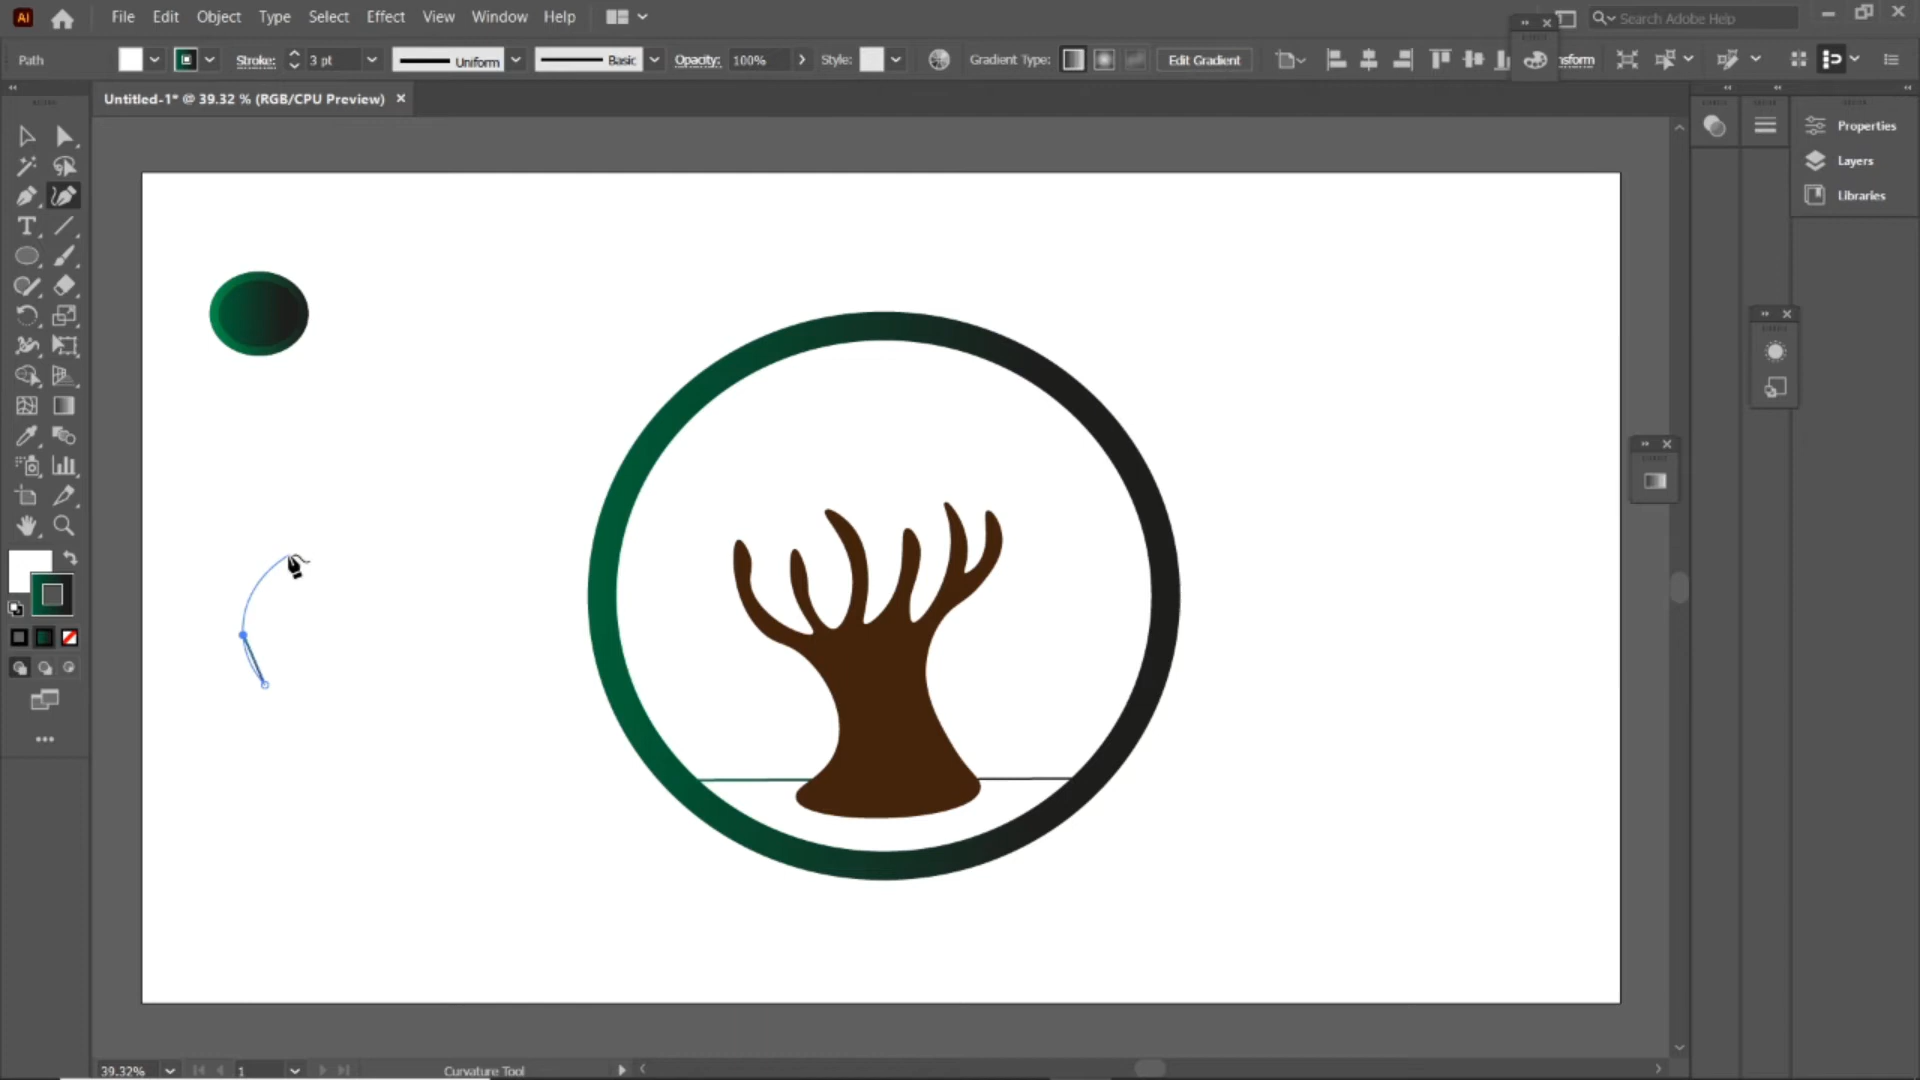 Ai File Edit Object Type Select Effect View Window Help Search Adobe Help
Path Stroke: 3 pt Uniform Basic Opacity: 100% Style: Gradient Type: Edit Gradient nsform
Untitled-1* @ 39.32 % (RGB/CPU Preview)
Properties
Layers
Libraries
T
39.32% 1 Curvature Tool